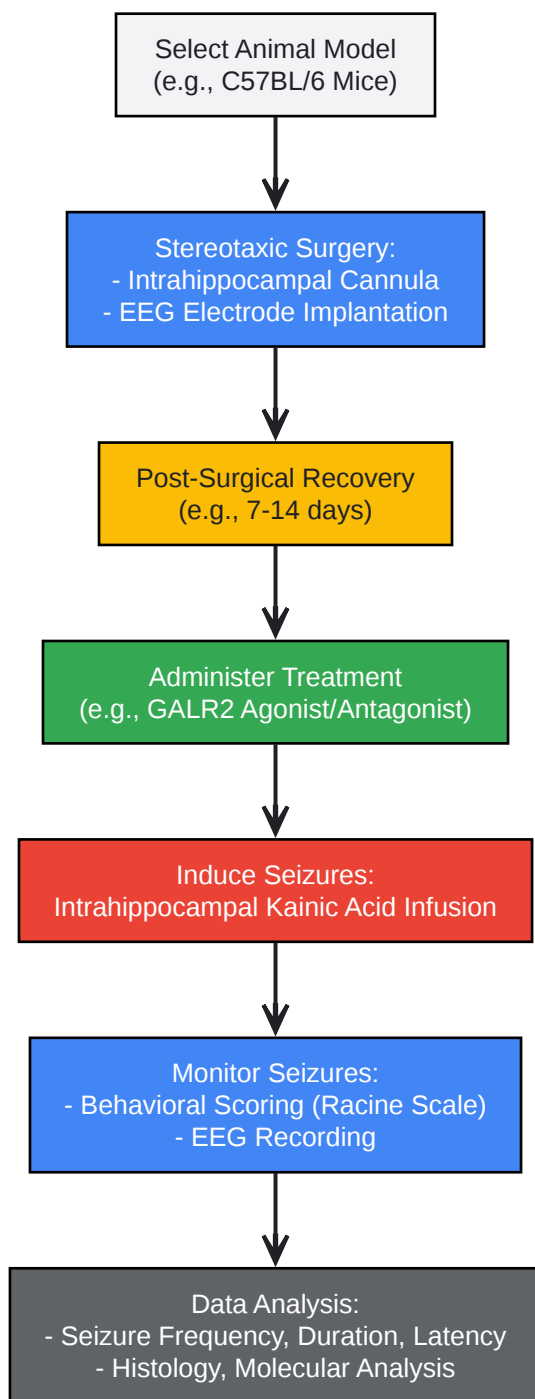 Select Animal Model
(e.g., C57BL/6 Mice)
Stereotaxic Surgery:
- Intrahippocampal Cannula
- EEG Electrode Implantation
Post-Surgical Recovery
(e.g., 7-14 days)
Administer Treatment
(e.g., GALR2 Agonist/Antagonist)
Induce Seizures:
Intrahippocampal Kainic Acid Infusion
Monitor Seizures:
- Behavioral Scoring (Racine Scale)
- EEG Recording
Data Analysis:
- Seizure Frequency, Duration, Latency
- Histology, Molecular Analysis